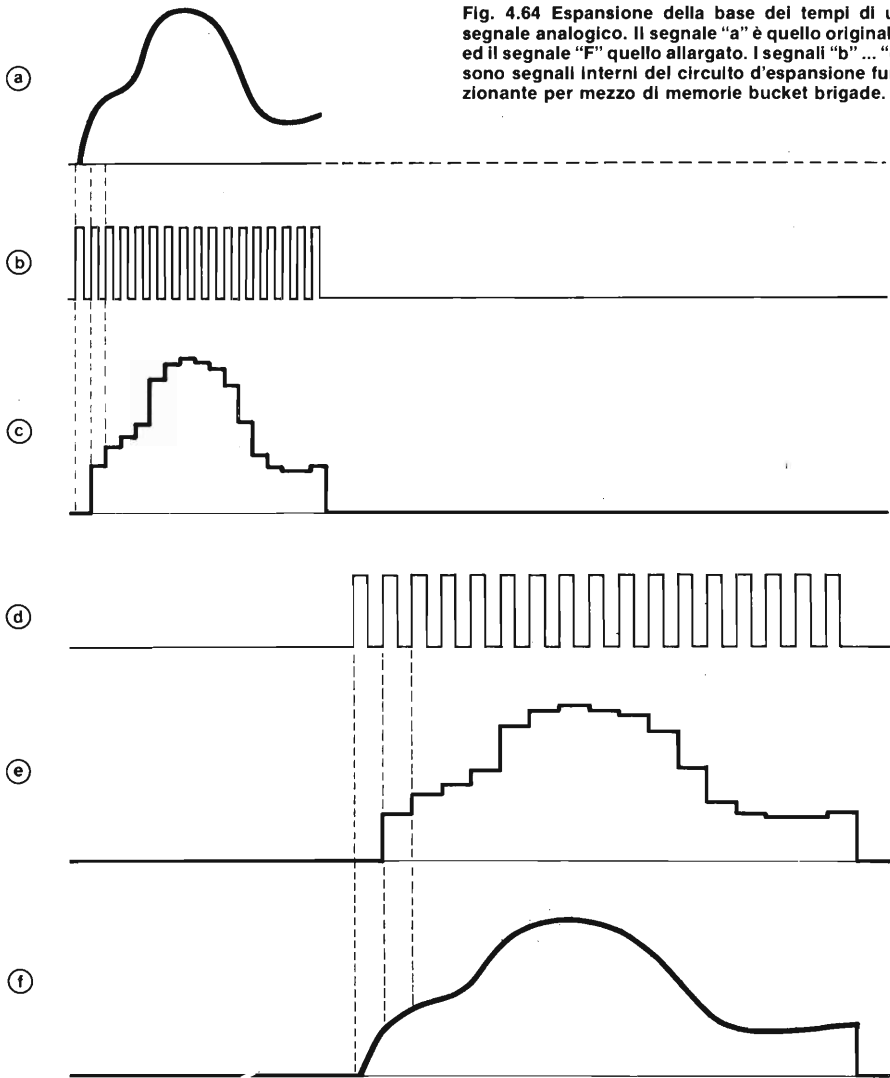 Fig. 4.64 Espansione della base dei tempi di u
segnale analogico. Il segnale "a" è quello original
ed il segnale "F" quello allargato. I segnali "b" ... "
sono segnali interni del circuito d'espansione fu
zionante per mezzo di memorie bucket brigade.
a
b
c
d
e
f